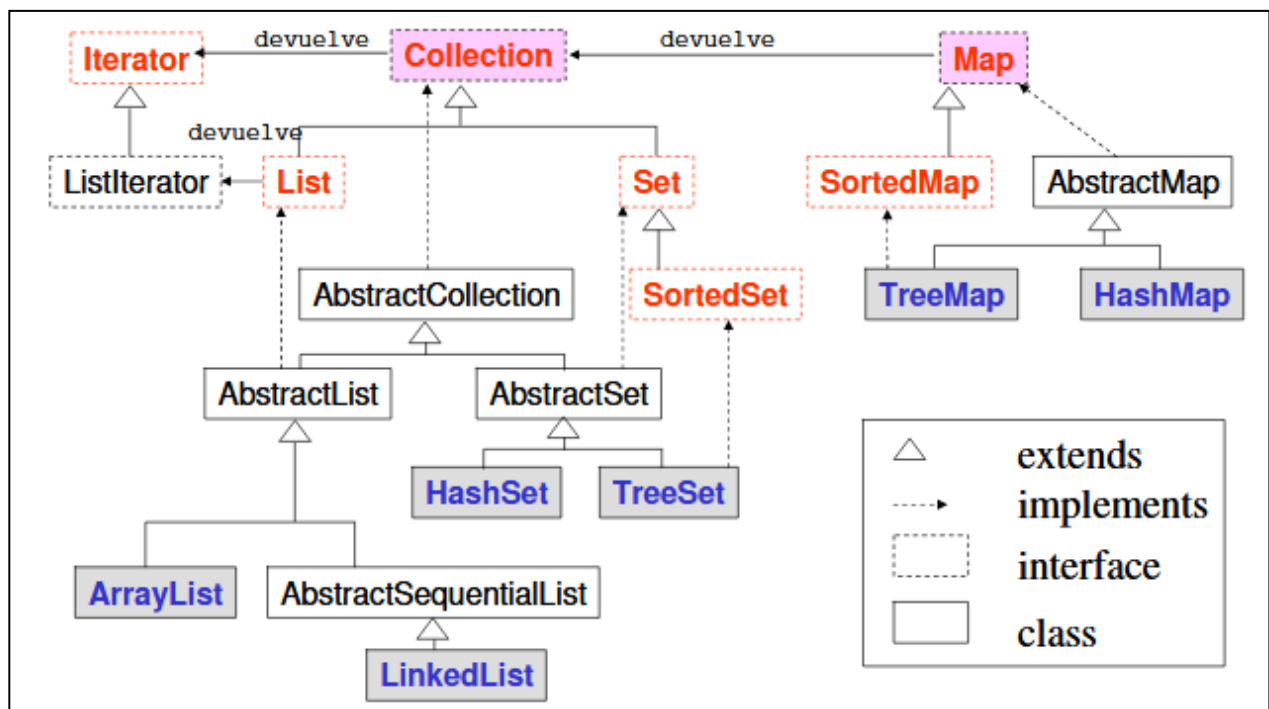 devuelve
devuelve
Iterator
Collection
Map
devuelve
ListIterator
List
Set
SortedMap
AbstractMap
AbstractCollection
SortedSet
TreeMap
HashMap
AbstractList
AbstractSet
HashSet
TreeSet
ArrayList
AbstractSequentialList
LinkedList
extends
implements
interface
class